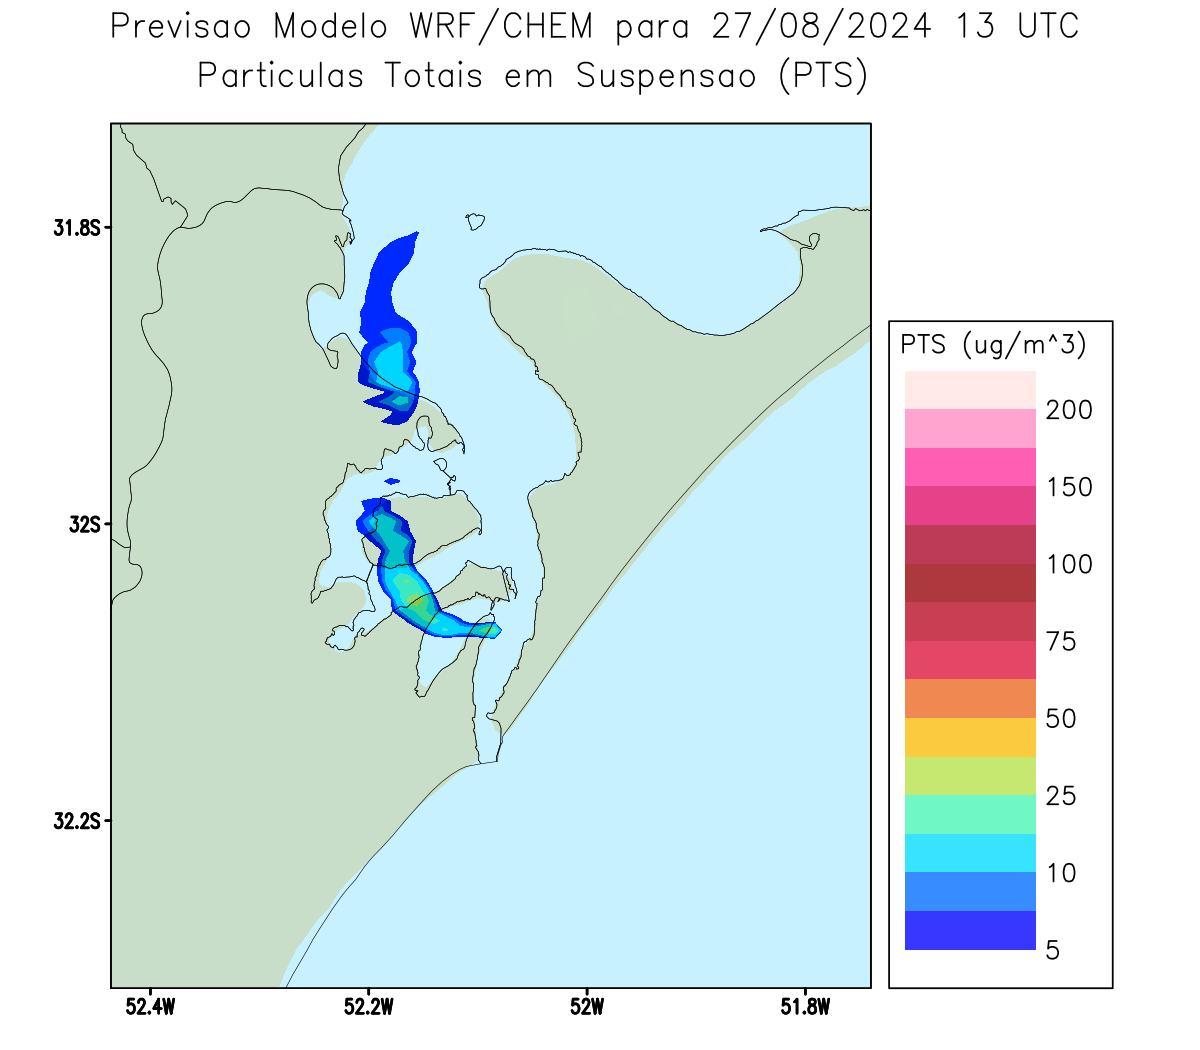 Previsao Modelo WRF/CHEM para 27/08/2024 13 UTC
Particulas Totais em Suspensao (PTS)
31.8S
32S
32.2S
52.4W
52.2W
52W
51.8W
PTS (ug/m^3)
200
150
100
75
50
25
10
5